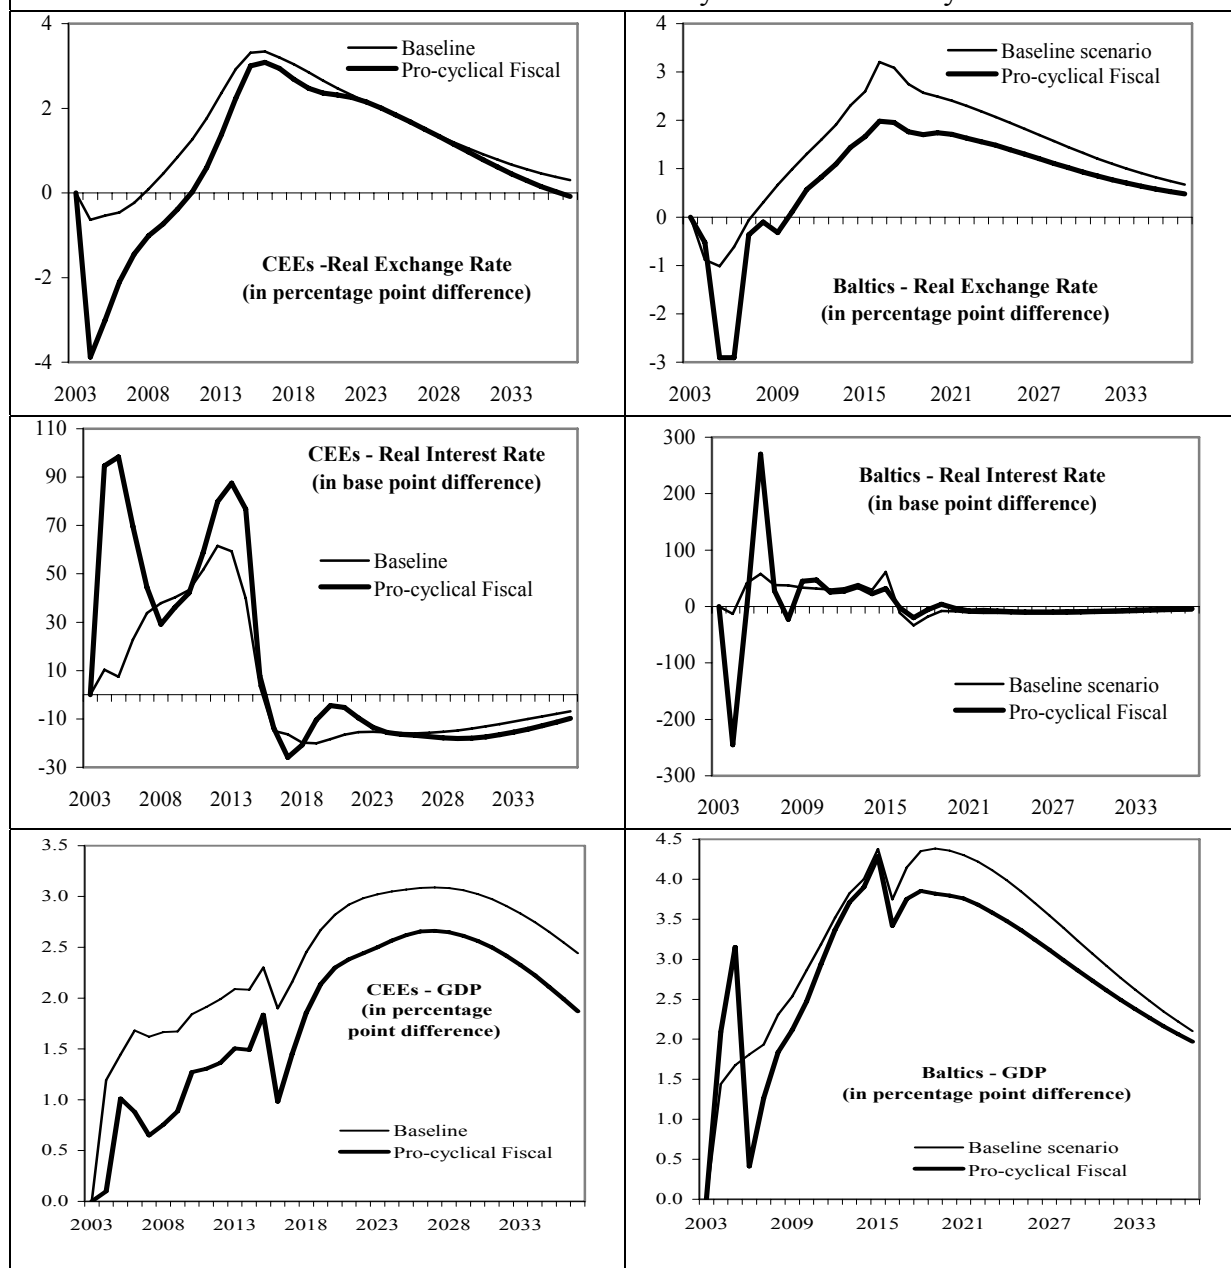 4
2
0
-2
-4
Baseline
Pro-cyclical Fiscal
CEEs -Real Exchange Rate
(in percentage point difference)
2003 2008 2013 2018 2023 2028 2033
4
3
2
1
0
-1
-2
-3
Baseline scenario
Pro-cyclical Fiscal
Baltics - Real Exchange Rate
(in percentage point difference)
2003 2009 2015 2021 2027 2033
110
90
70
50
30
10
-10
-30
CEEs - Real Interest Rate
(in base point difference)
Baseline
Pro-cyclical Fiscal
2003 2008 2013 2018 2023 2028 2033
300
200
100
0
-100
-200
-300
Baltics - Real Interest Rate
(in base point difference)
Baseline scenario
Pro-cyclical Fiscal
2003 2009 2015 2021 2027 2033
3.5
3.0
2.5
2.0
1.5
1.0
0.5
0.0
CEEs - GDP
(in percentage
point difference)
Baseline
Pro-cyclical Fiscal
2003 2008 2013 2018 2023 2028 2033
4.5
4.0
3.5
3.0
2.5
2.0
1.5
1.0
0.5
0.0
Baltics - GDP
(in percentage point difference)
Baseline scenario
Pro-cyclical Fiscal
2003 2009 2015 2021 2027 2033